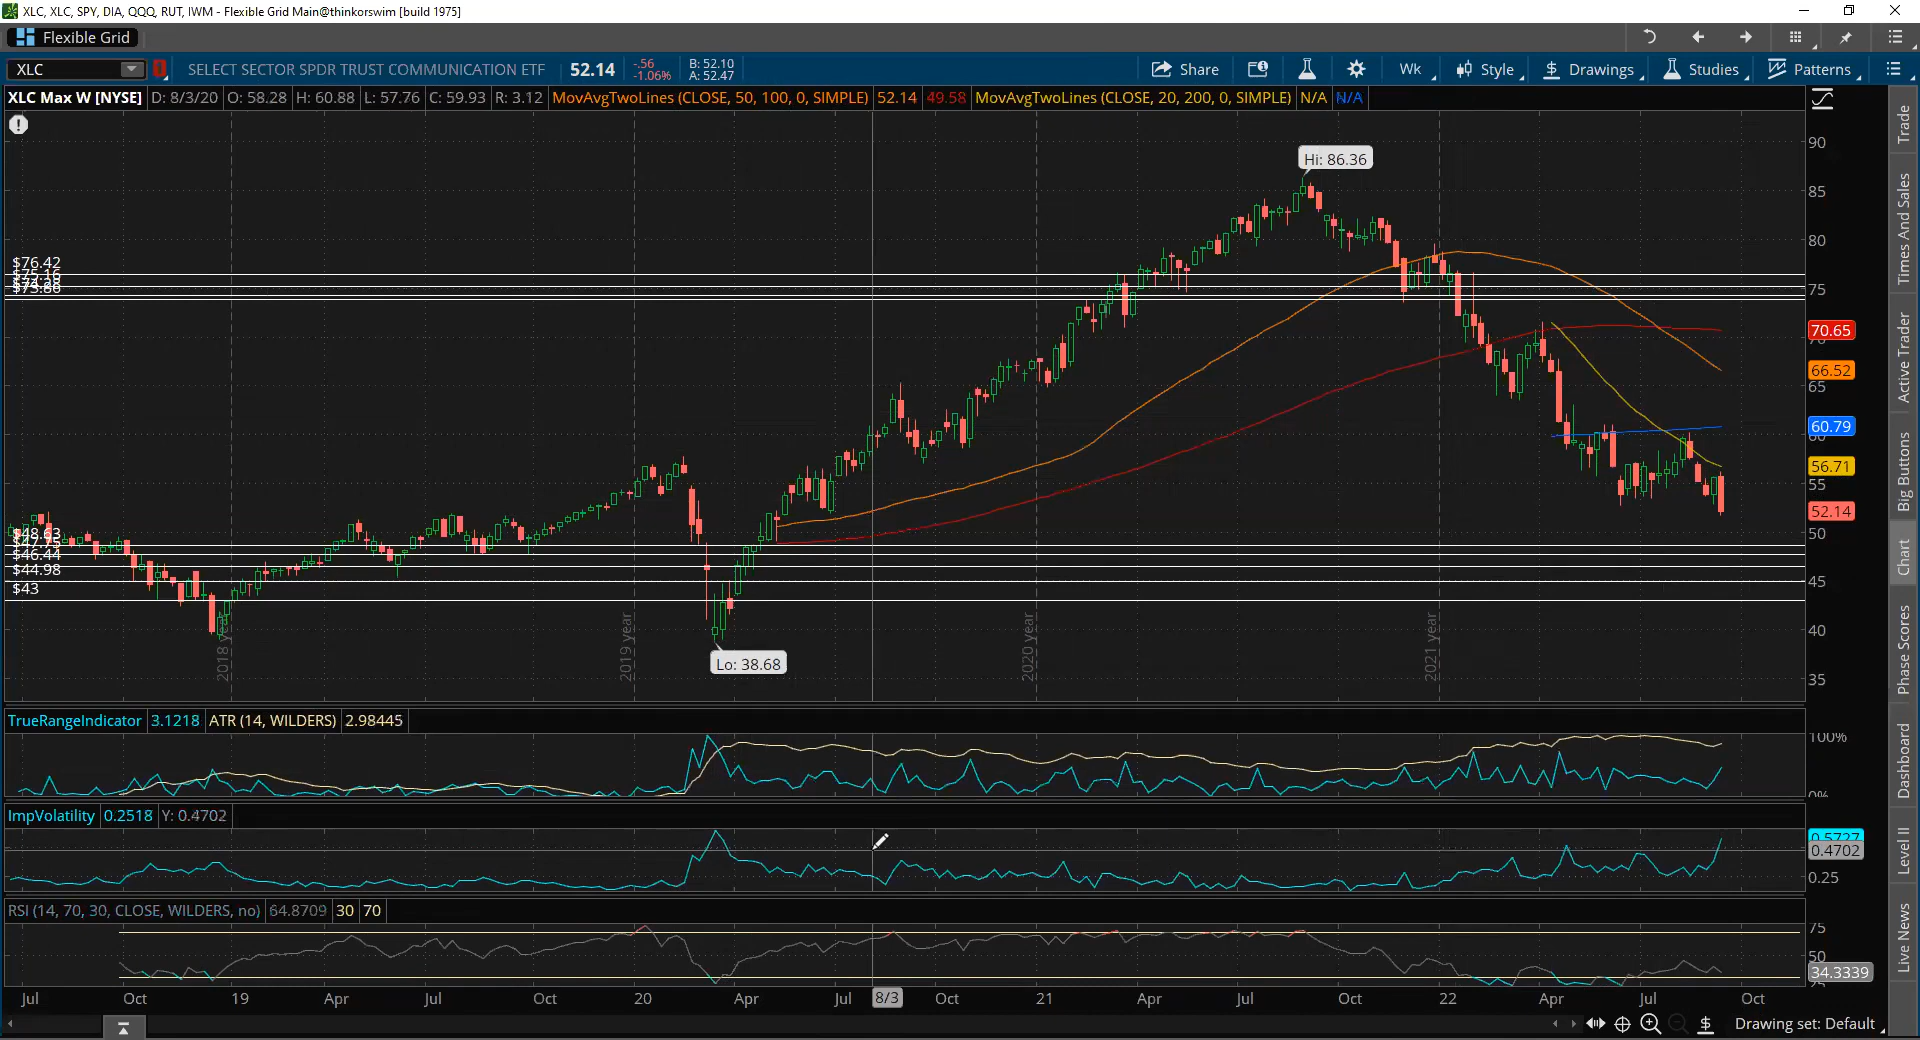 XLC, XLC, SPY, DIA, QQQ, RUT, IWM - Flexible Grid Main@thinkorswim [build 1975]
Flexible Grid
XLC SELECT SECTOR SPDR TRUST COMMUNICATION ETF 52.14 -.56 -1.06% B: 52.10 A: 52.47 Share Wk Style $ Drawings Studies Patterns
XLC Max W [NYSE] D: 8/3/20 O: 58.28 H: 60.88 L: 57.76 C: 59.93 R: 3.12 MovAvgTwoLines (CLOSE, 50, 100, 0, SIMPLE) 52.14 49.58 MovAvgTwoLines (CLOSE, 20, 200, 0, SIMPLE) N/A N/A
Hi: 86.36
Lo: 38.68
$76.42
$75.16
$48.63
$46.44
$44.98
$43
2018 year
2019 year
2020 year
2021 year
90
85
80
75
70.65
66.52
65
60.79
56.71
55
52.14
50
45
40
35
TrueRangeIndicator 3.1218 ATR (14, WILDERS) 2.98445
100%
0%
ImpVolatility 0.2518 Y: 0.4702
0.5727
0.4702
0.25
RSI (14, 70, 30, CLOSE, WILDERS, no) 64.8709 30 70
75
50
34.3339
Jul Oct 19 Apr Jul Oct 20 Apr Jul 8/3 Oct 21 Apr Jul Oct 22 Apr Jul Oct
$ Drawing set: Default
Trade
Times And Sales
Active Trader
Big Buttons
Chart
Phase Scores
Dashboard
Level II
Live News